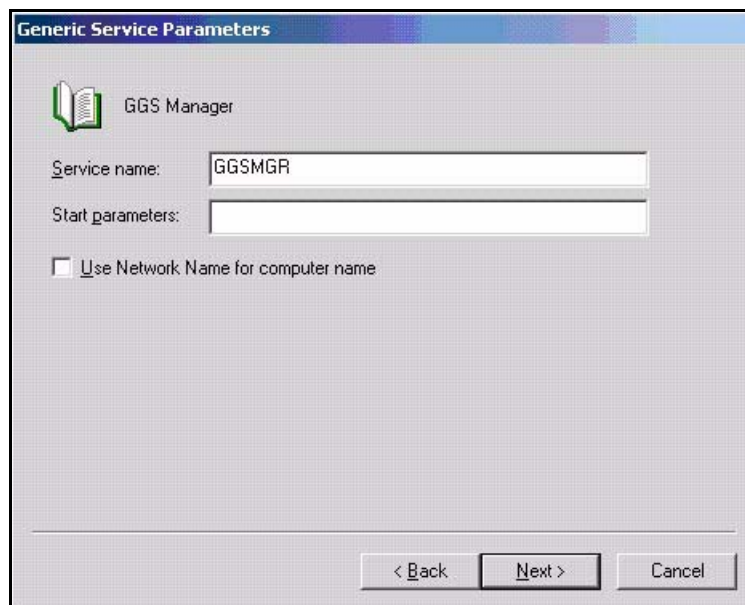 Generic Service Parameters
GGS Manager
Service name: GGSMGR
Start parameters:
Use Network Name for computer name
< Back Next > Cancel